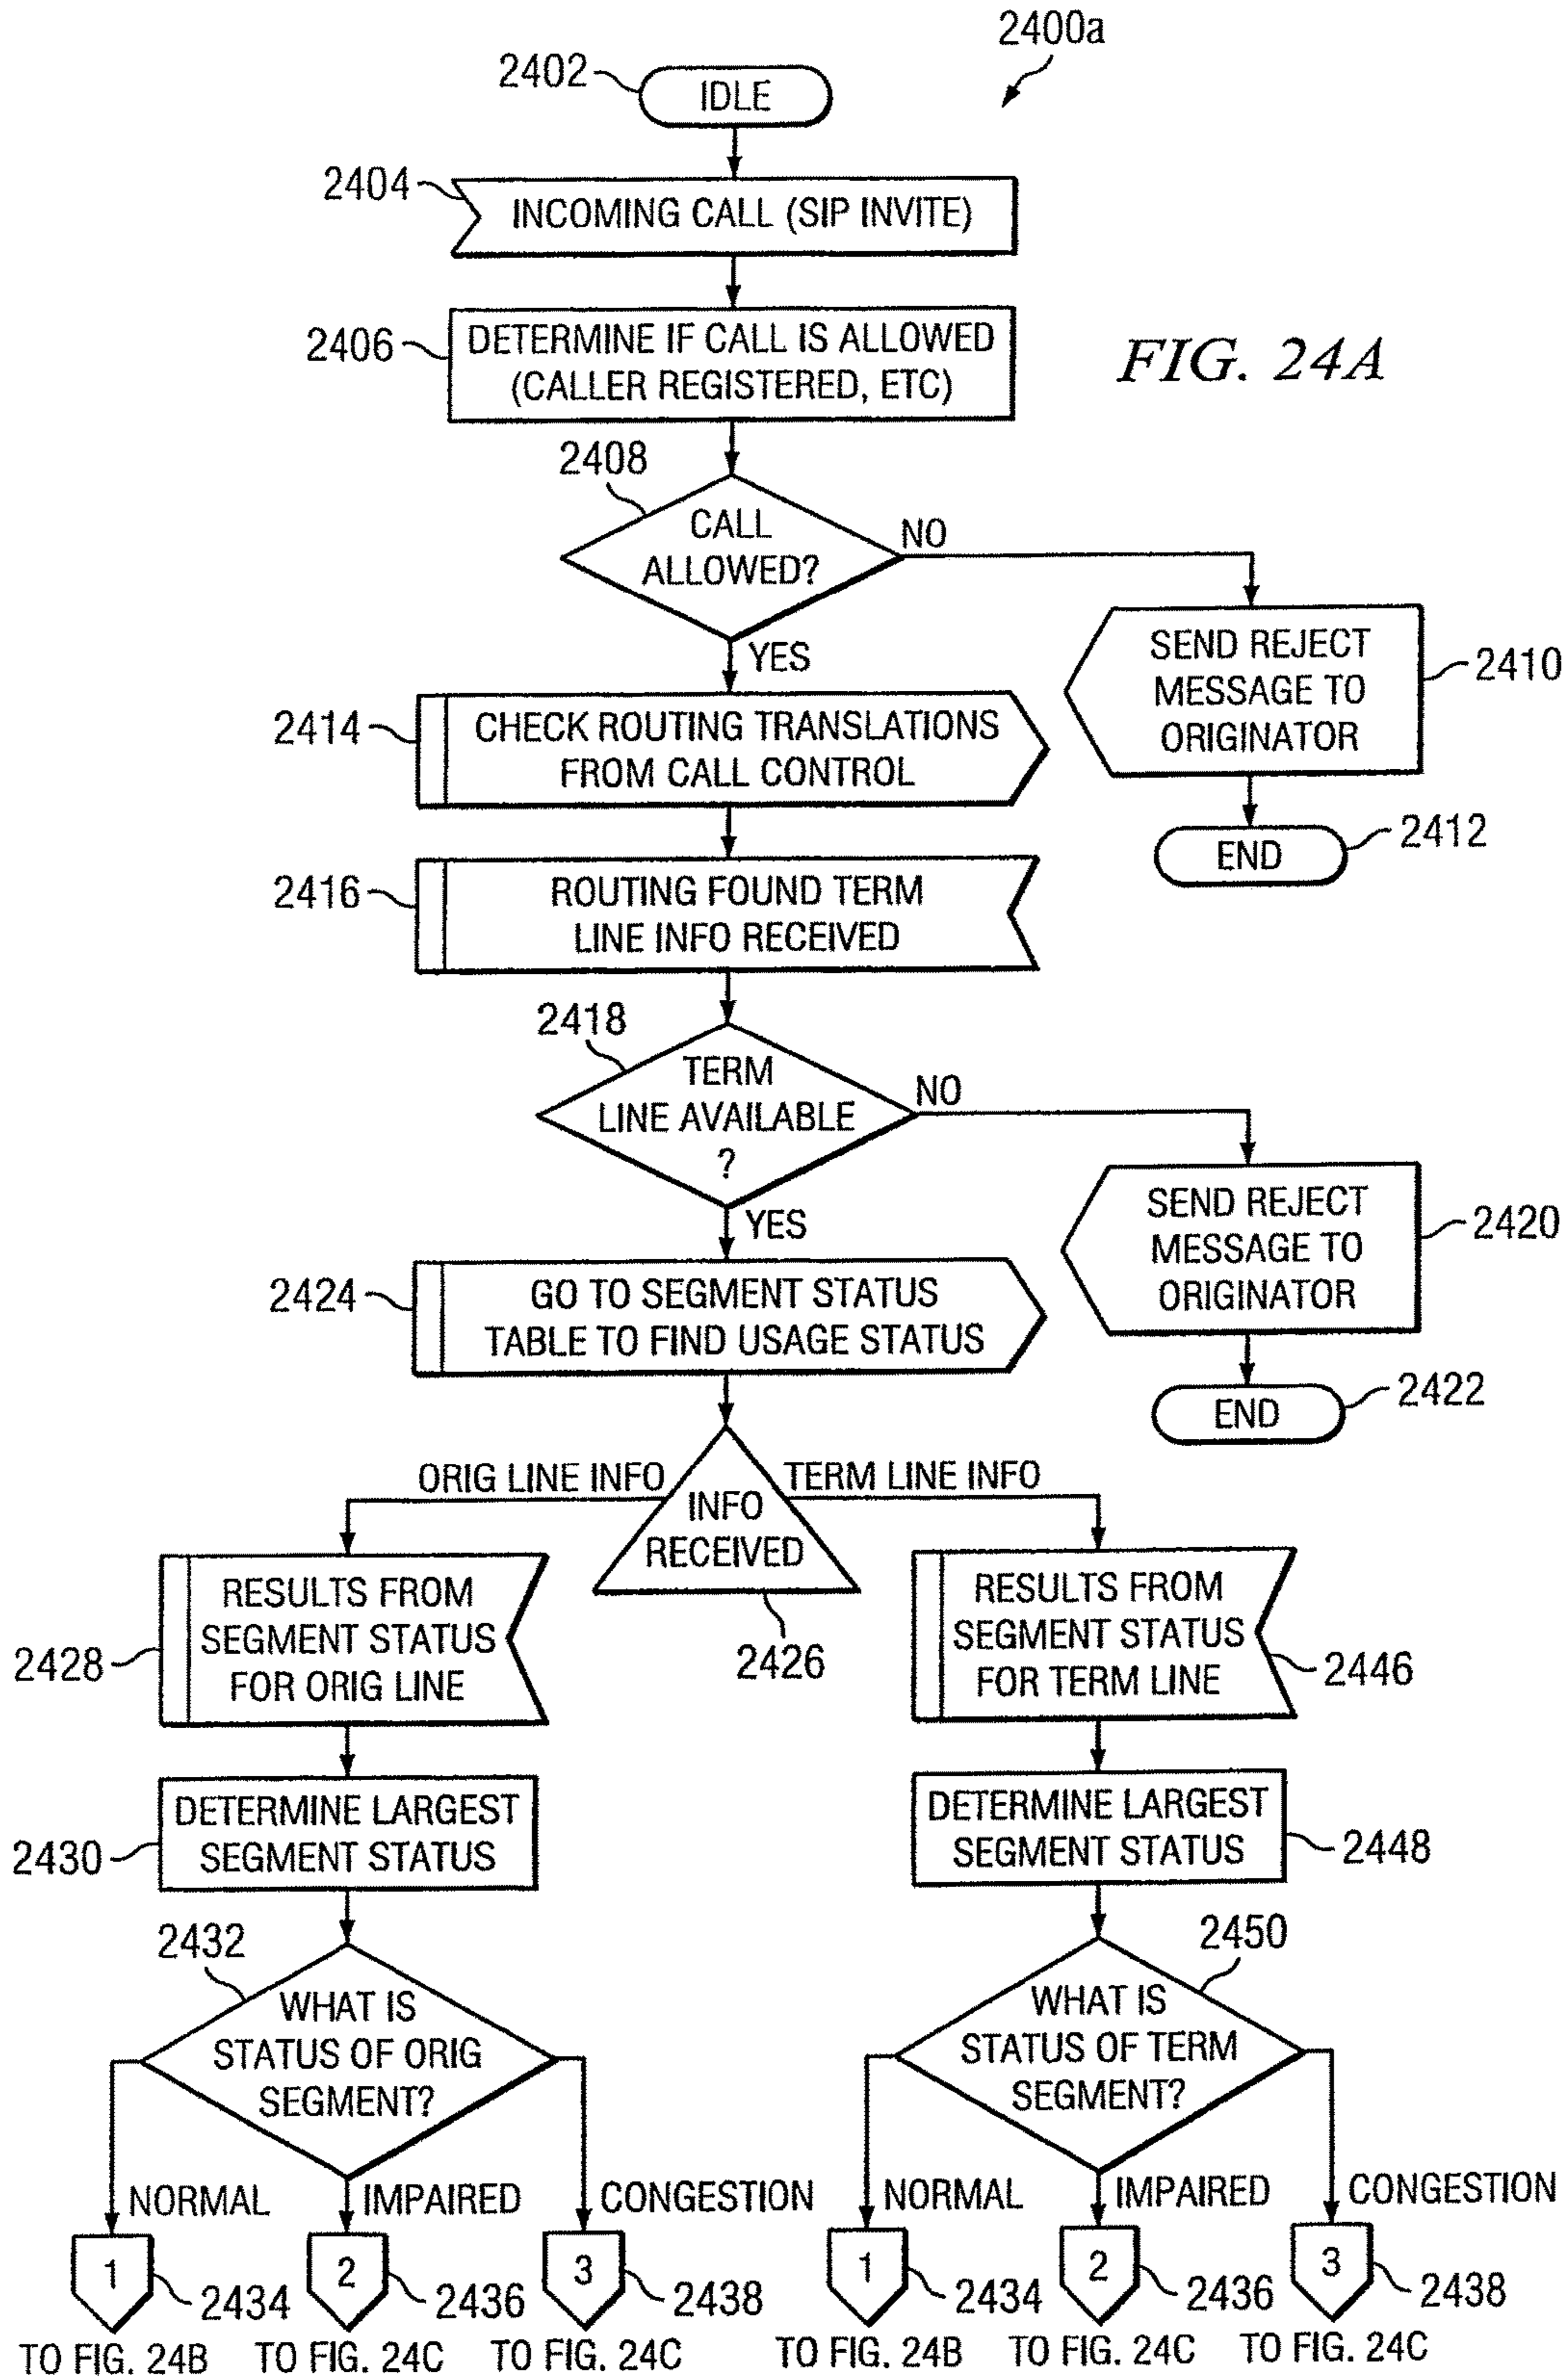 2400a
2402
IDLE
2404
INCOMING CALL (SIP INVITE)
2406
DETERMINE IF CALL IS ALLOWED
(CALLER REGISTERED, ETC)
FIG. 24A
2408
CALL
ALLOWED?
NO
YES
SEND REJECT
MESSAGE TO
ORIGINATOR
2410
2412
END
2414
CHECK ROUTING TRANSLATIONS
FROM CALL CONTROL
2416
ROUTING FOUND TERM
LINE INFO RECEIVED
2418
TERM
LINE AVAILABLE
?
NO
YES
SEND REJECT
MESSAGE TO
ORIGINATOR
2420
2422
END
2424
GO TO SEGMENT STATUS
TABLE TO FIND USAGE STATUS
ORIG LINE INFO
TERM LINE INFO
INFO
RECEIVED
2426
2428
RESULTS FROM
SEGMENT STATUS
FOR ORIG LINE
RESULTS FROM
SEGMENT STATUS
FOR TERM LINE
2446
2430
DETERMINE LARGEST
SEGMENT STATUS
DETERMINE LARGEST
SEGMENT STATUS
2448
2432
WHAT IS
STATUS OF ORIG
SEGMENT?
2450
WHAT IS
STATUS OF TERM
SEGMENT?
NORMAL
IMPAIRED
CONGESTION
NORMAL
IMPAIRED
CONGESTION
1
2434
2
2436
3
2438
1
2434
2
2436
3
2438
TO FIG. 24B
TO FIG. 24C
TO FIG. 24C
TO FIG. 24B
TO FIG. 24C
TO FIG. 24C